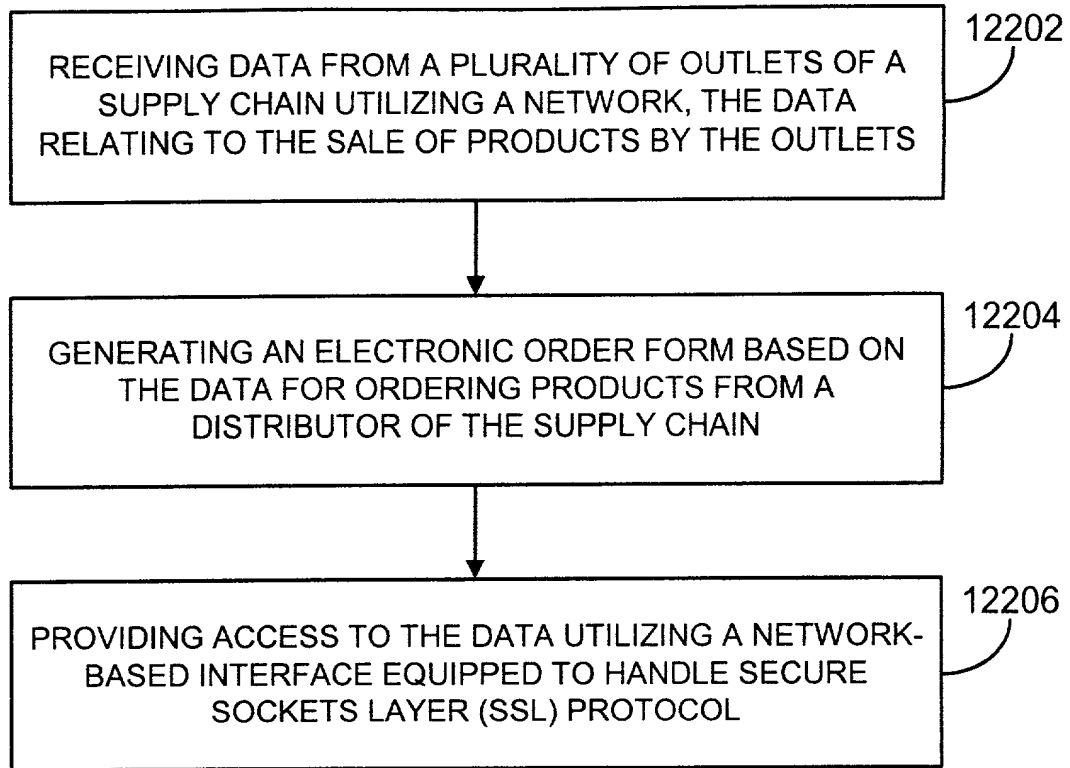 12202
RECEIVING DATA FROM A PLURALITY OF OUTLETS OF A
SUPPLY CHAIN UTILIZING A NETWORK, THE DATA
RELATING TO THE SALE OF PRODUCTS BY THE OUTLETS
12204
GENERATING AN ELECTRONIC ORDER FORM BASED ON
THE DATA FOR ORDERING PRODUCTS FROM A
DISTRIBUTOR OF THE SUPPLY CHAIN
12206
PROVIDING ACCESS TO THE DATA UTILIZING A NETWORK-
BASED INTERFACE EQUIPPED TO HANDLE SECURE
SOCKETS LAYER (SSL) PROTOCOL